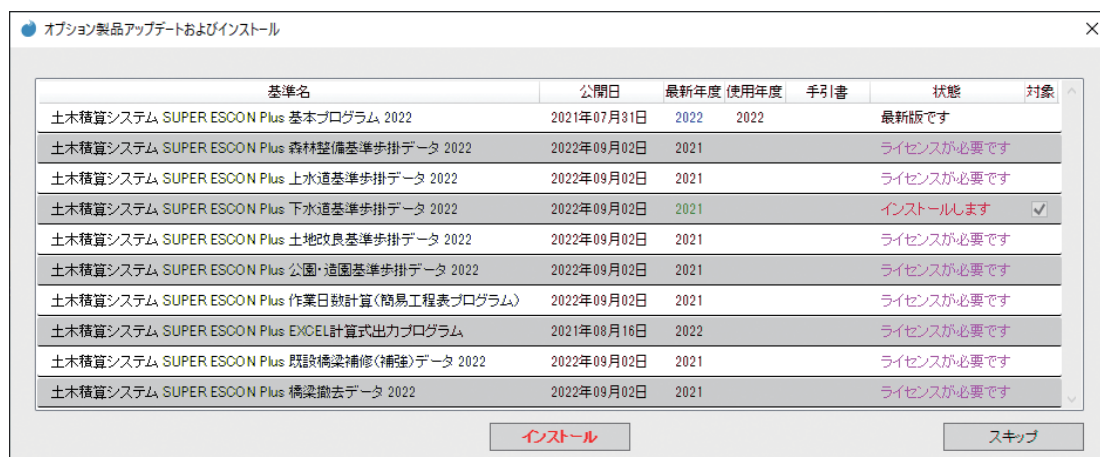 オプション製品アップデートおよびインストール
基準名 公開日 最新年度 使用年度 手引書 状態 対象
土木積算システム SUPER ESCON Plus 基本プログラム 2022 2021年07月31日 2022 2022 最新版です
土木積算システム SUPER ESCON Plus 森林整備基準歩掛データ 2022 2022年09月02日 2021 ライセンスが必要です
土木積算システム SUPER ESCON Plus 上水道基準歩掛データ 2022 2022年09月02日 2021 ライセンスが必要です
土木積算システム SUPER ESCON Plus 下水道基準歩掛データ 2022 2022年09月02日 2021 インストールします
土木積算システム SUPER ESCON Plus 土地改良基準歩掛データ 2022 2022年09月02日 2021 ライセンスが必要です
土木積算システム SUPER ESCON Plus 公園・造園基準歩掛データ 2022 2022年09月02日 2021 ライセンスが必要です
土木積算システム SUPER ESCON Plus 作業日数計算(簡易工程表プログラム) 2022年09月02日 2021 ライセンスが必要です
土木積算システム SUPER ESCON Plus EXCEL計算式出力プログラム 2021年08月16日 2022 ライセンスが必要です
土木積算システム SUPER ESCON Plus 既設橋梁補修(補強)データ 2022 2022年09月02日 2021 ライセンスが必要です
土木積算システム SUPER ESCON Plus 橋梁撤去データ 2022 2022年09月02日 2021 ライセンスが必要です
インストール スキップ